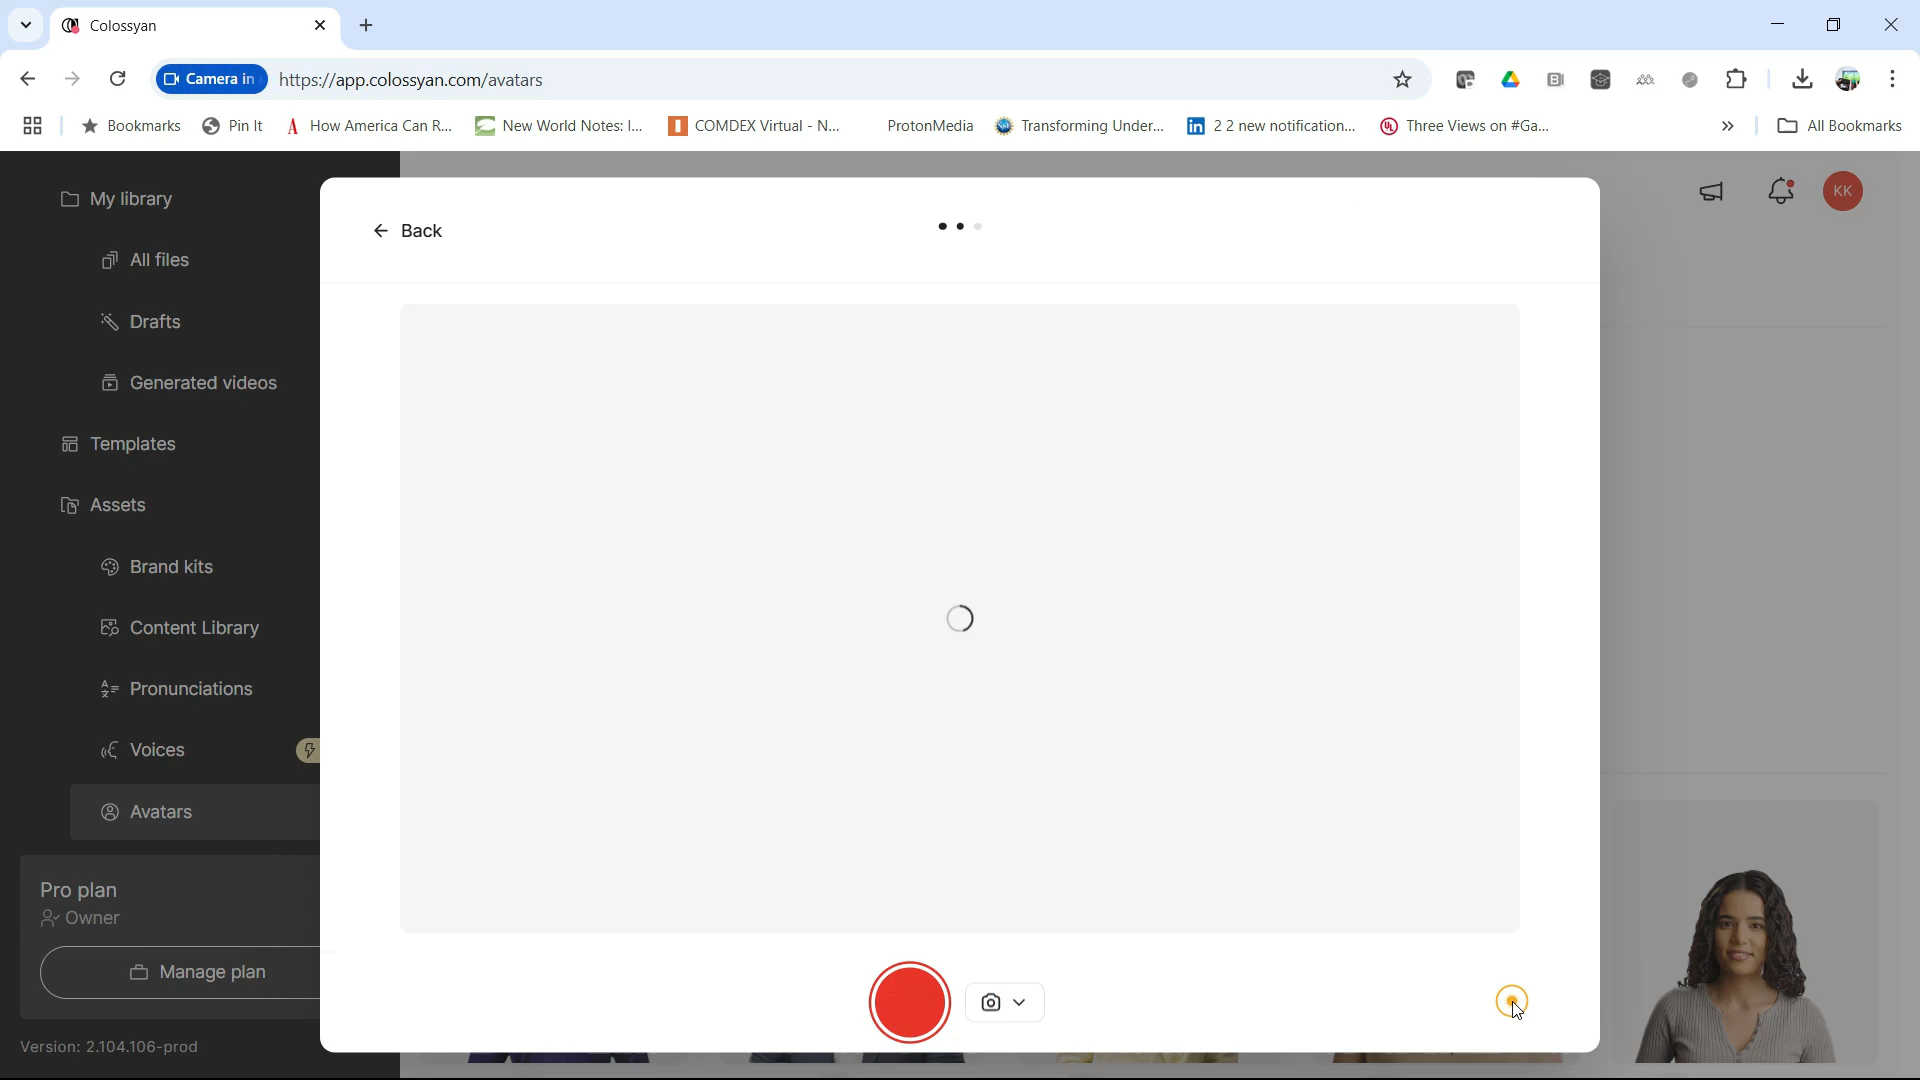 Colossyan
Camera in
https://app.colossyan.com/avatars
Bookmarks
Pin It
How America Can R...
New World Notes: I...
COMDEX Virtual - N...
ProtonMedia
Transforming Under...
2 2 new notification...
Three Views on #Ga...
All Bookmarks
My library
All files
Drafts
Generated videos
Templates
Assets
Brand kits
Content Library
Pronunciations
Voices
Avatars
Pro plan
Owner
Manage plan
Version: 2.104.106-prod
Back
KK